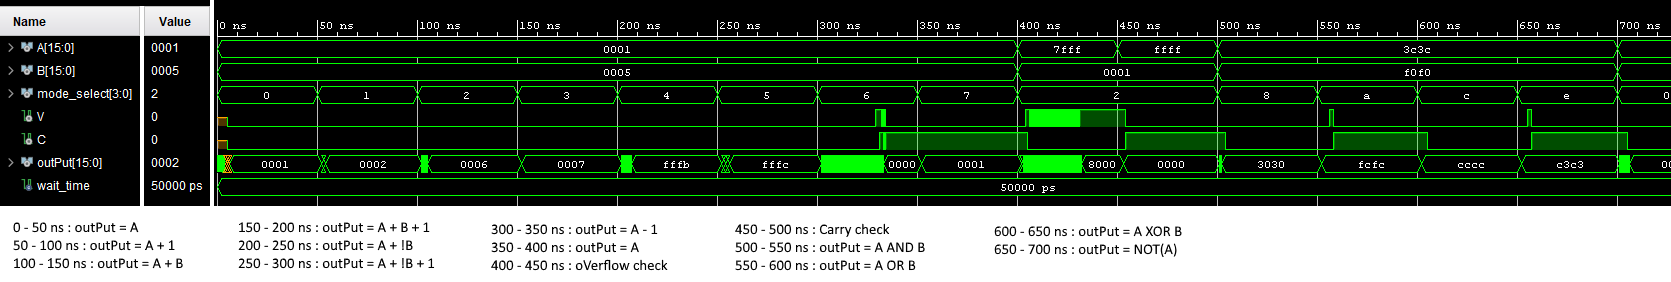 Name Value 0 ns 50 ns 100 ns 150 ns 200 ns 250 ns 300 ns 350 ns 400 ns 450 ns 500 ns 550 ns 600 ns 650 ns 700 ns
A[15:0] 0001 0001 7fff ffff 3c3c
B[15:0] 0005 0005 0001 f0f0
mode_select[3:0] 2 0 1 2 3 4 5 6 7 2 8 a c e 0
V 0
C 0
outPut[15:0] 0002 0001 0002 0006 0007 fffb fffc 0000 0001 8000 0000 3030 fcfc cccc c3c3 00
wait_time 50000 ps 50000 ps
0 - 50 ns : outPut = A
50 - 100 ns : outPut = A + 1
100 - 150 ns : outPut = A + B
150 - 200 ns : outPut = A + B + 1
200 - 250 ns : outPut = A + !B
250 - 300 ns : outPut = A + !B + 1
300 - 350 ns : outPut = A - 1
350 - 400 ns : outPut = A
400 - 450 ns : oVerflow check
450 - 500 ns : Carry check
500 - 550 ns : outPut = A AND B
550 - 600 ns : outPut = A OR B
600 - 650 ns : outPut = A XOR B
650 - 700 ns : outPut = NOT(A)